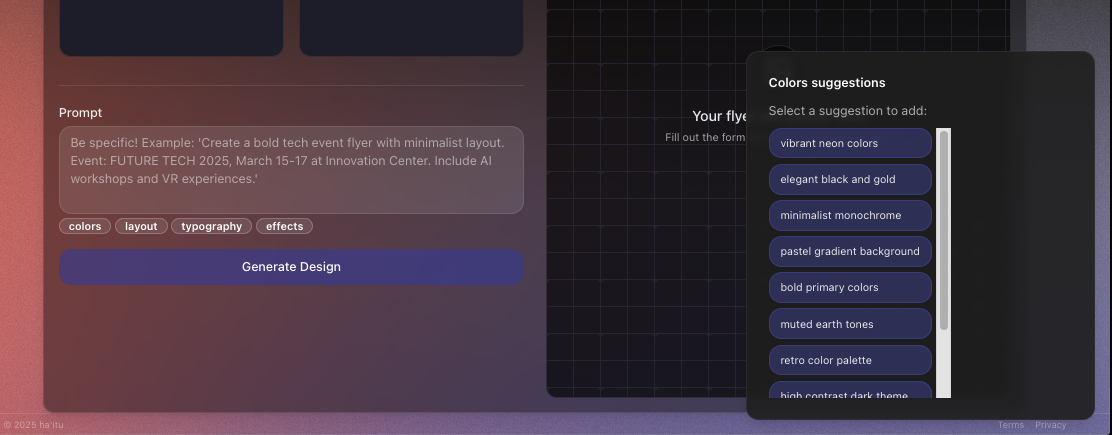 Prompt
Be specific! Example: 'Create a bold tech event flyer with minimalist layout.
Event: FUTURE TECH 2025, March 15-17 at Innovation Center. Include AI
workshops and VR experiences.'
colors layout typography effects
Generate Design
Your flye
Fill out the form
Colors suggestions
Select a suggestion to add:
vibrant neon colors
elegant black and gold
minimalist monochrome
pastel gradient background
bold primary colors
muted earth tones
retro color palette
high contrast dark theme
© 2025 ha'itu
Terms Privacy